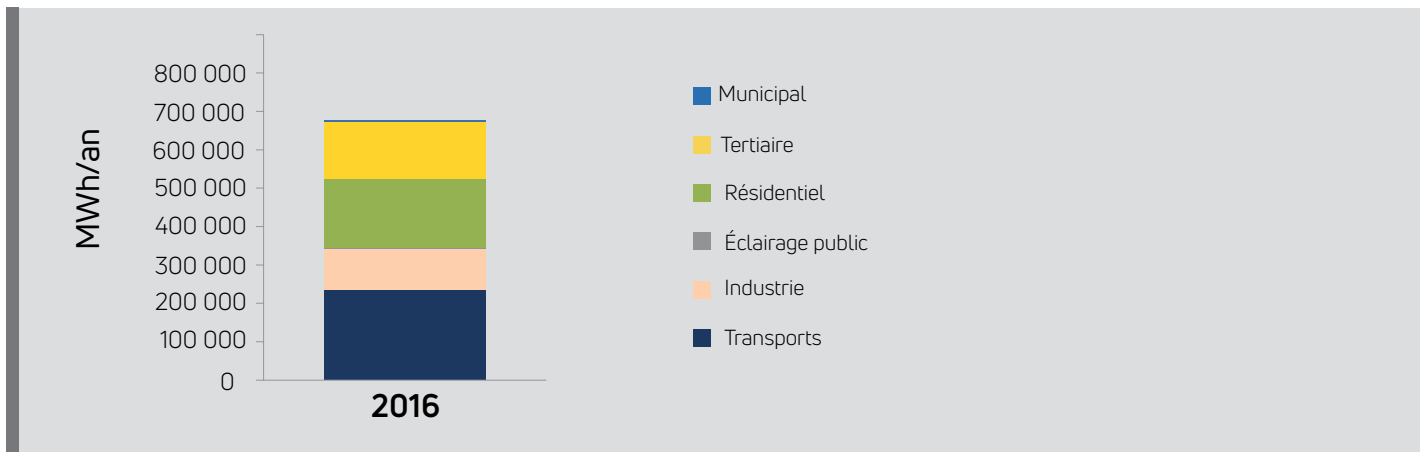 MWh/an
800 000
700 000
600 000
500 000
400 000
300 000
200 000
100 000
0
2016
Municipal
Tertiaire
Résidentiel
Éclairage public
Industrie
Transports